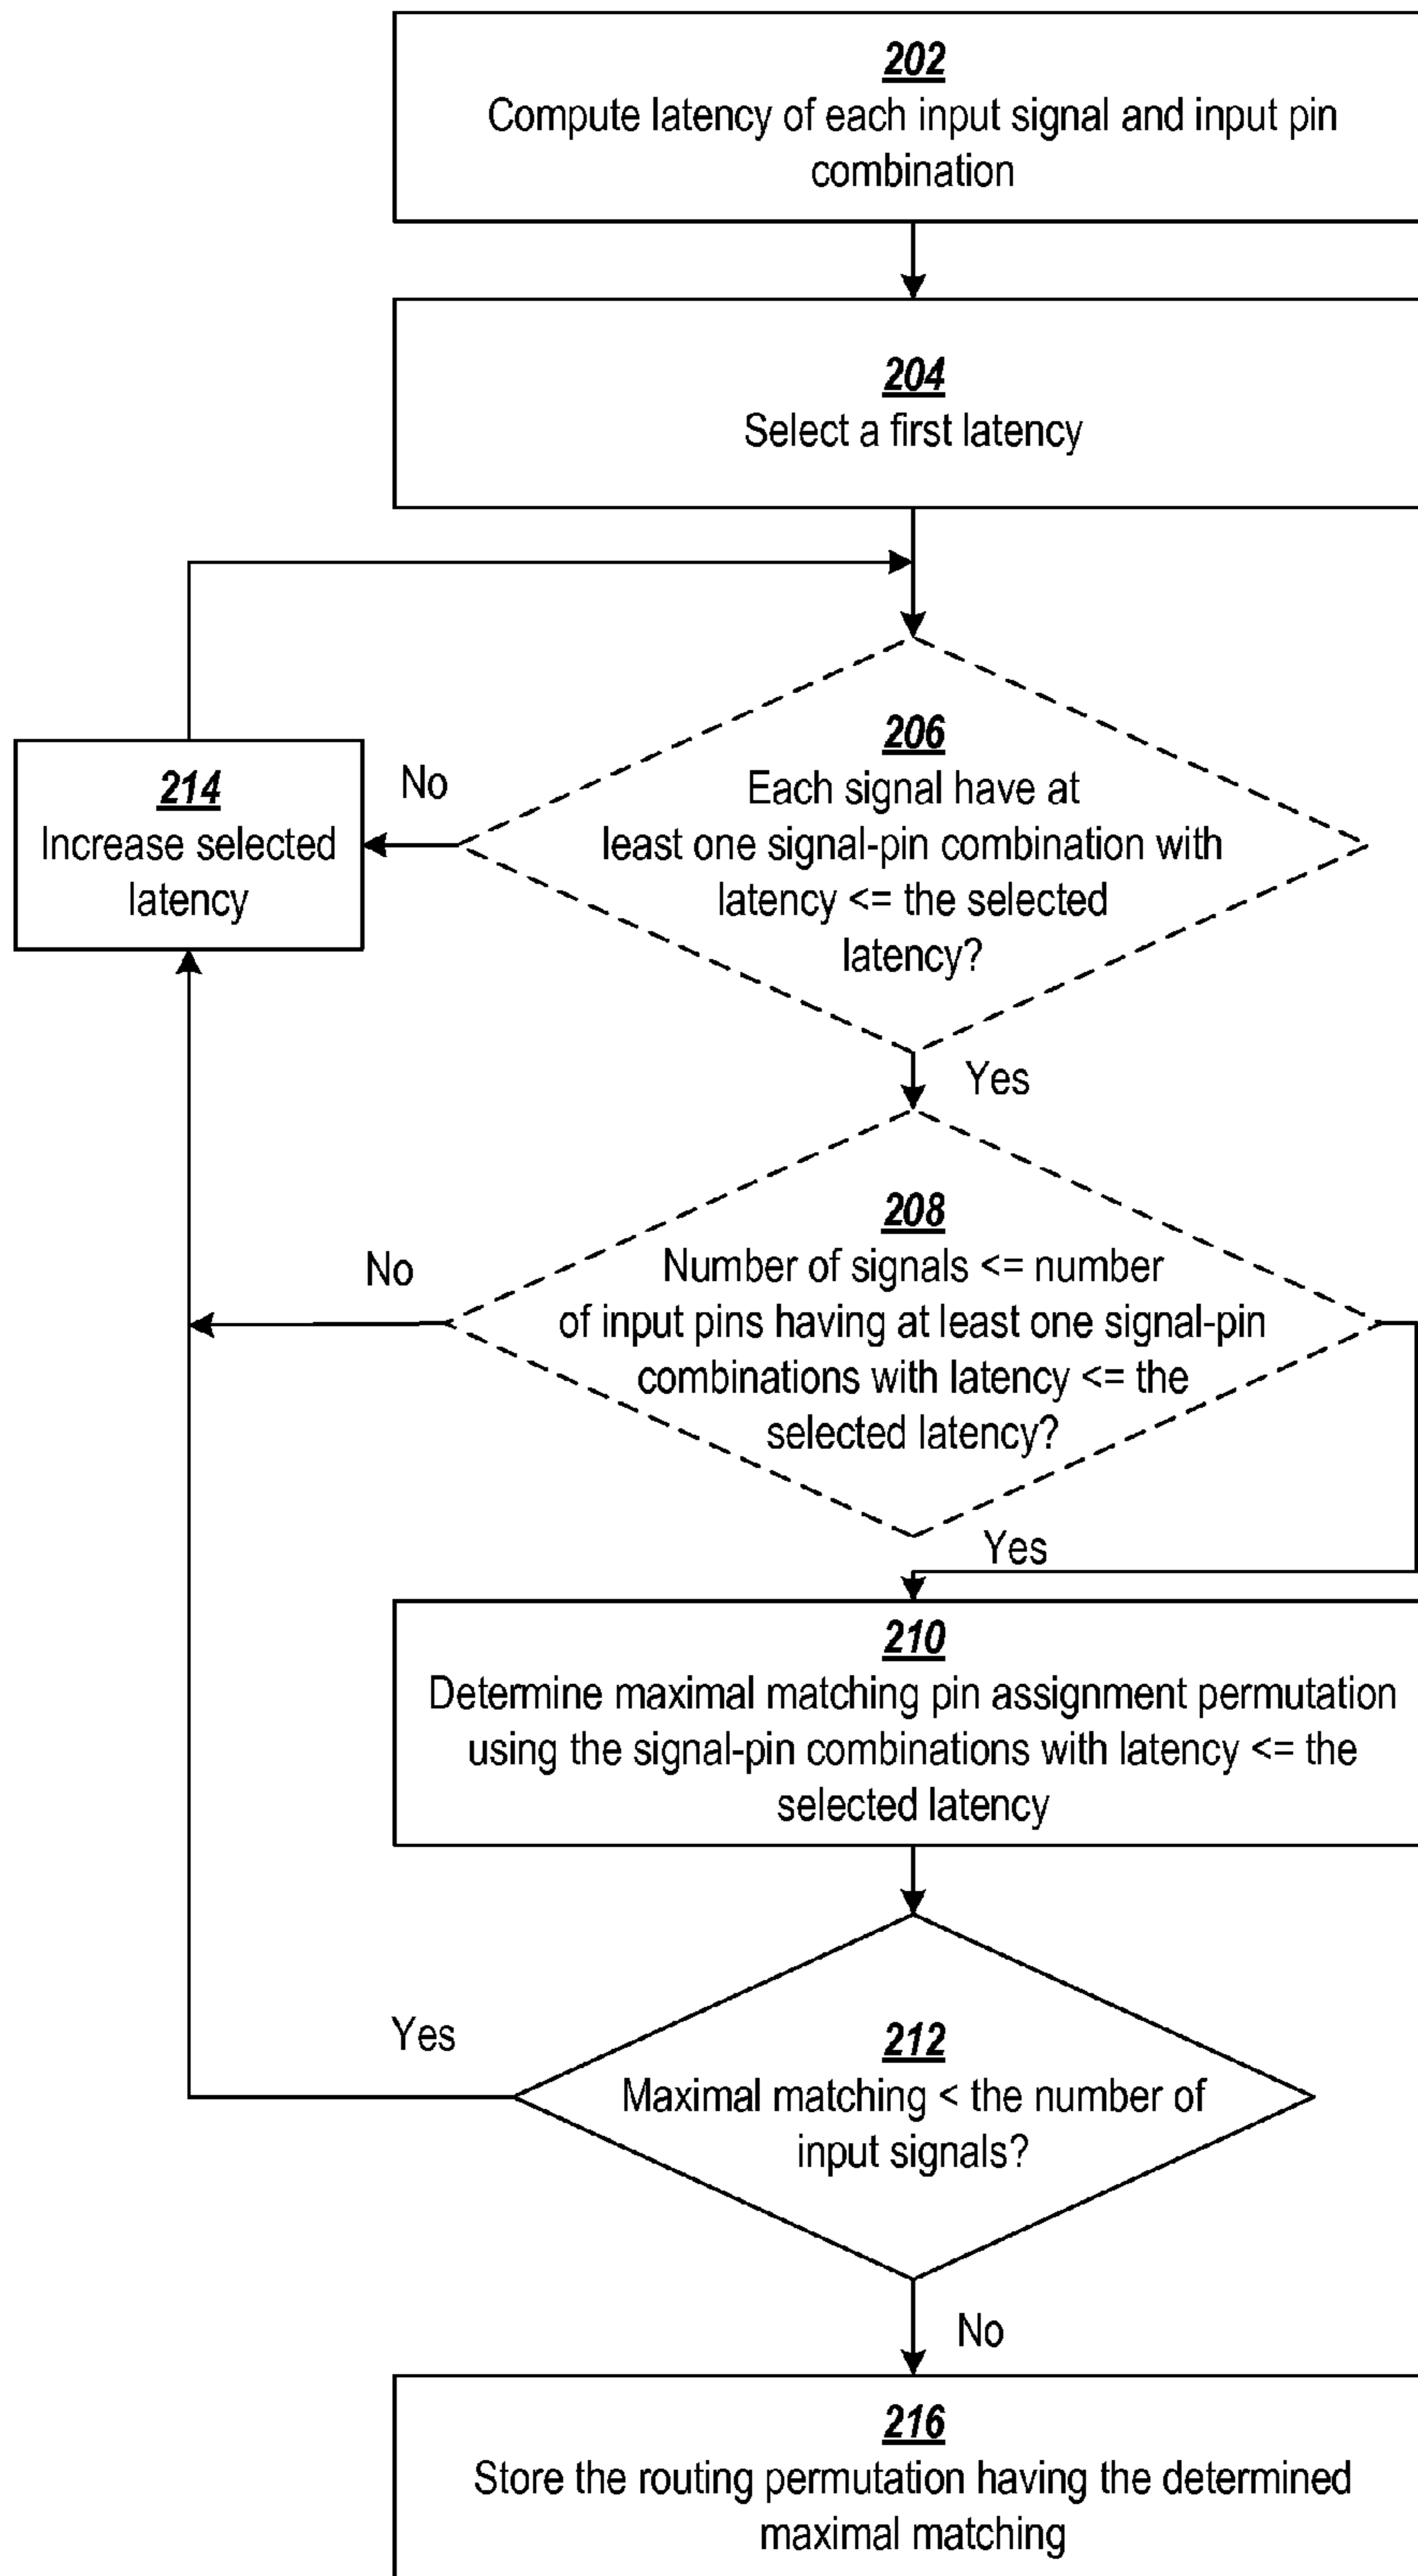 202
Compute latency of each input signal and input pin
combination
204
Select a first latency
206
Each signal have at
least one signal-pin combination with
latency <= the selected
latency?
No
214
Increase selected
latency
Yes
208
Number of signals <= number
of input pins having at least one signal-pin
combinations with latency <= the
selected latency?
No
Yes
210
Determine maximal matching pin assignment permutation
using the signal-pin combinations with latency <= the
selected latency
212
Maximal matching < the number of
input signals?
Yes
No
216
Store the routing permutation having the determined
maximal matching